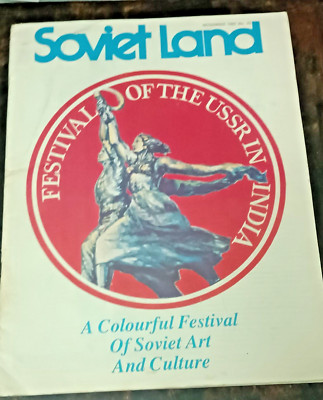 Soviet Land
FESTIVAL OF THE USSR IN INDIA
A Colourful Festival
Of Soviet Art
And Culture